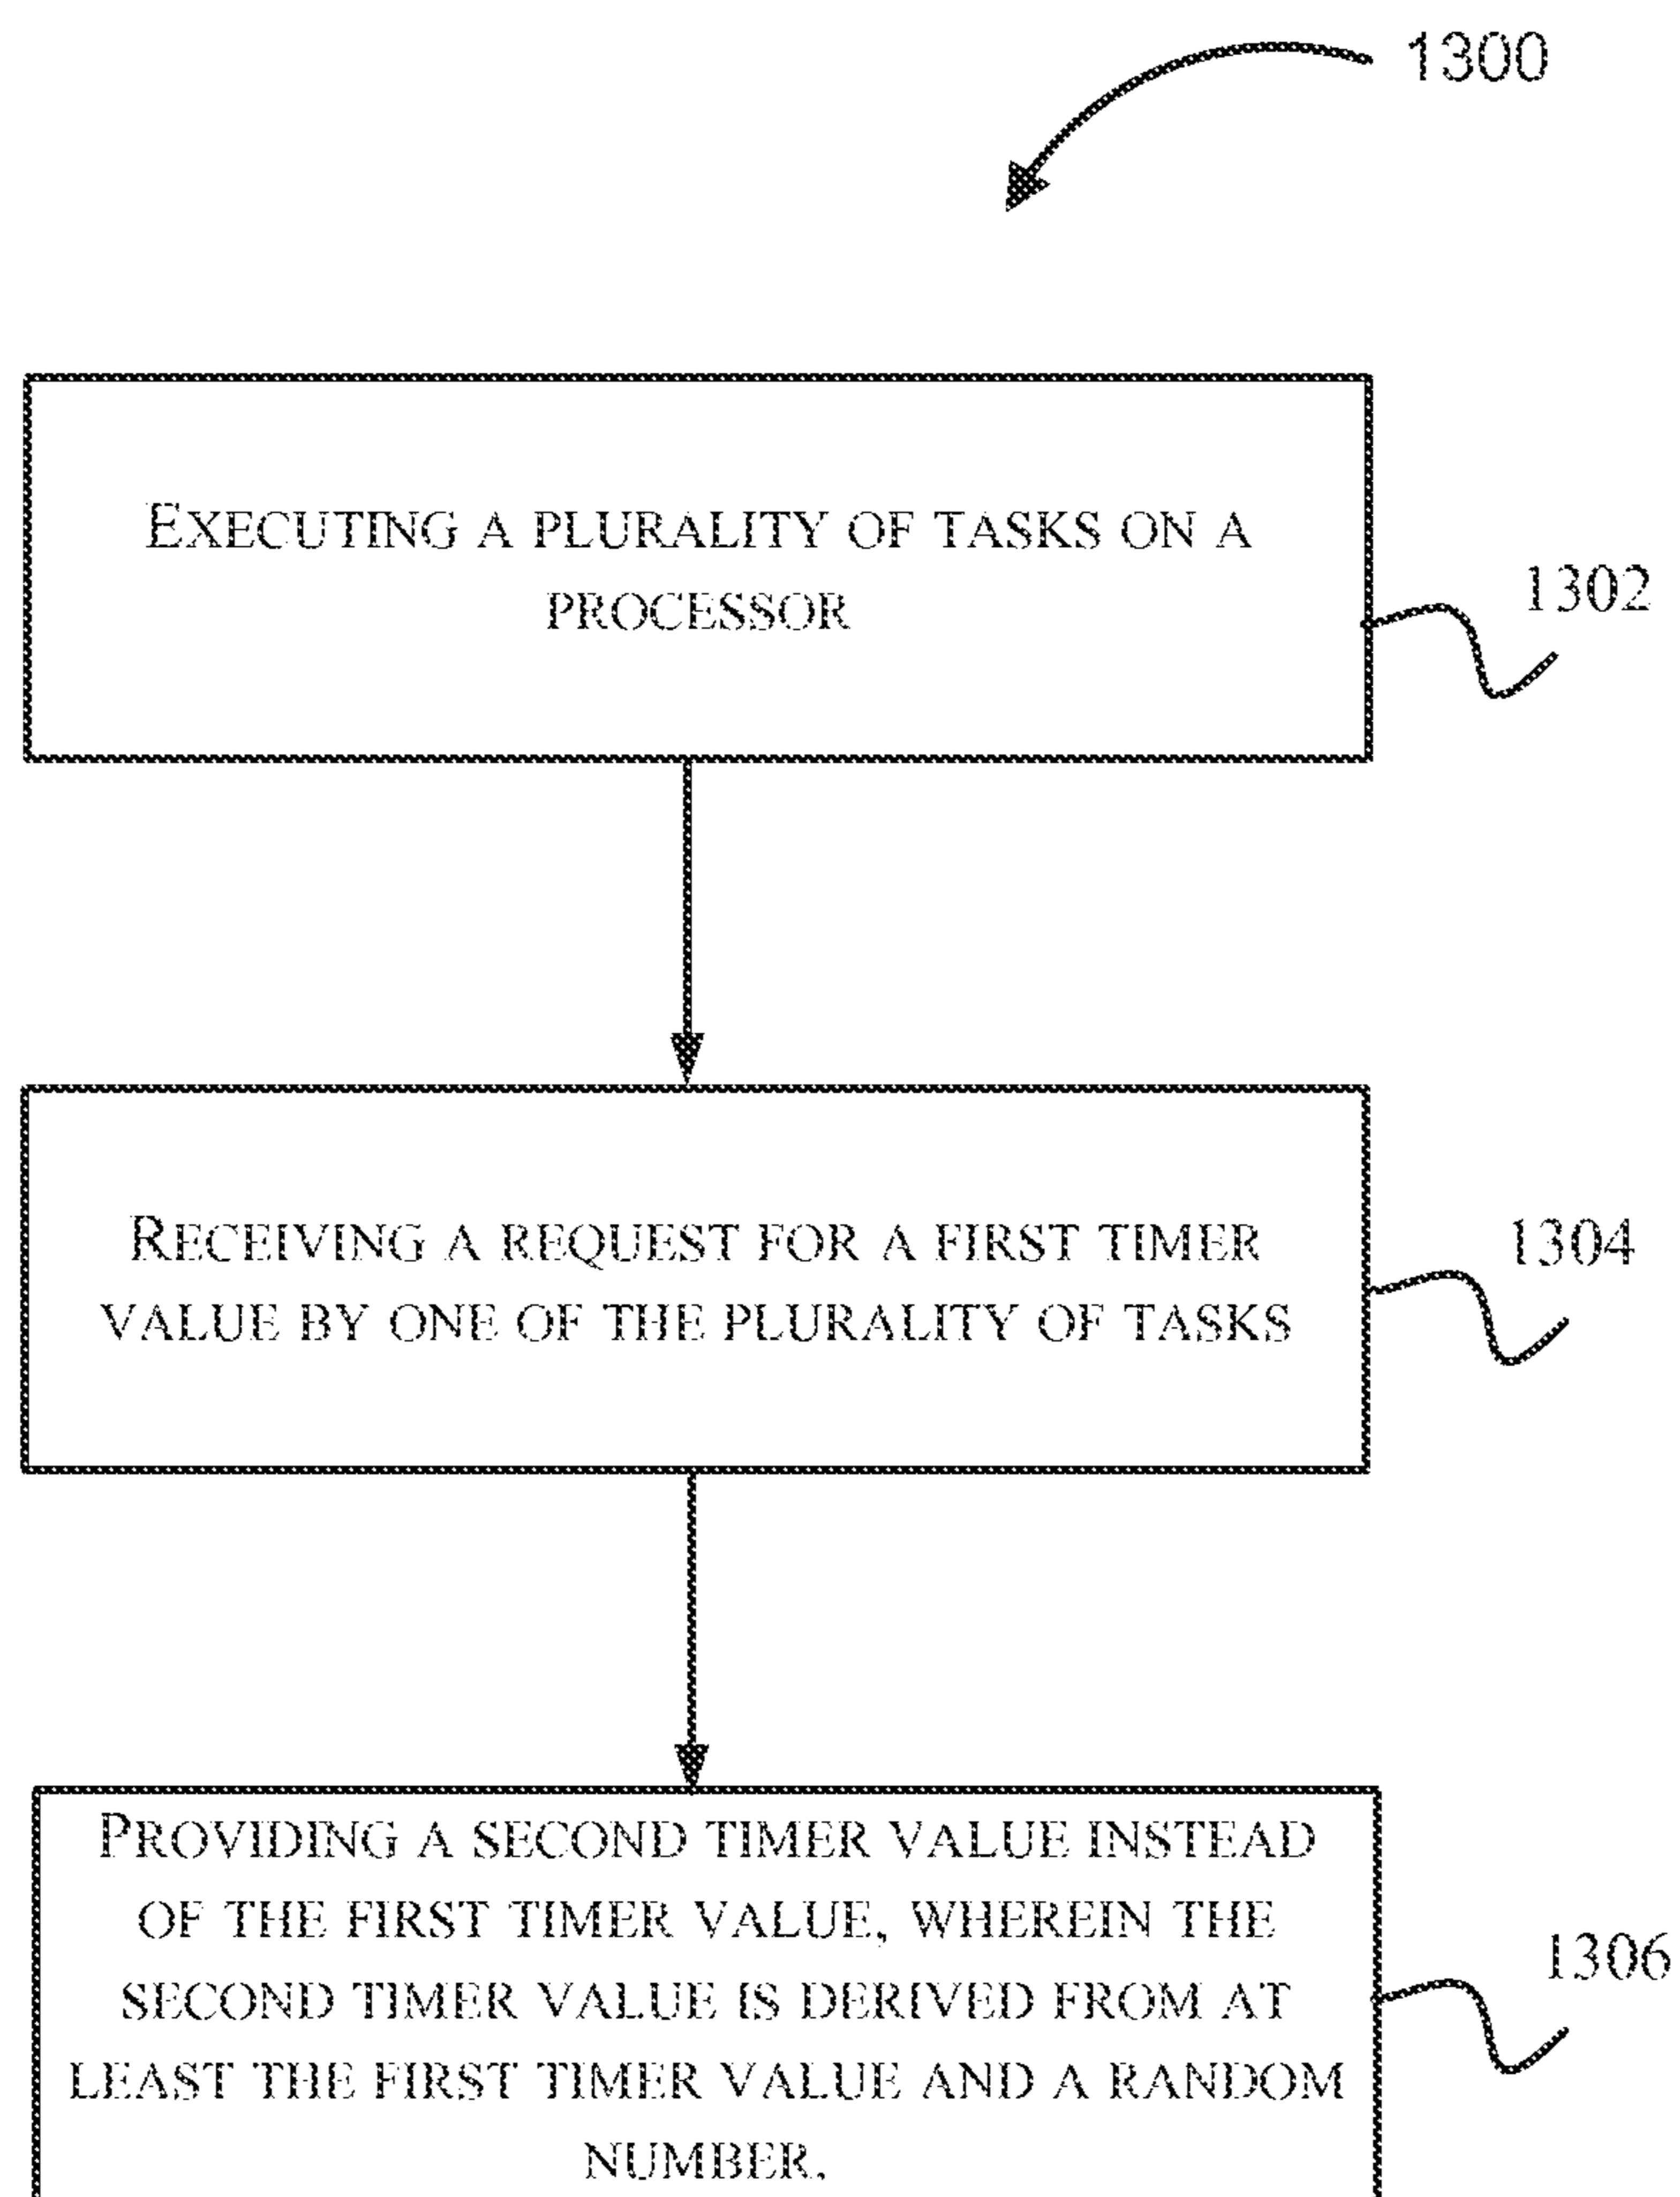 1300
EXECUTING A PLURALITY OF TASKS ON A
PROCESSOR
1302
RECEIVING A REQUEST FOR A FIRST TIMER
VALUE BY ONE OF THE PLURALITY OF TASKS
1304
PROVIDING A SECOND TIMER VALUE INSTEAD
OF THE FIRST TIMER VALUE, WHEREIN THE
SECOND TIMER VALUE IS DERIVED FROM AT
LEAST THE FIRST TIMER VALUE AND A RANDOM
NUMBER.
1306